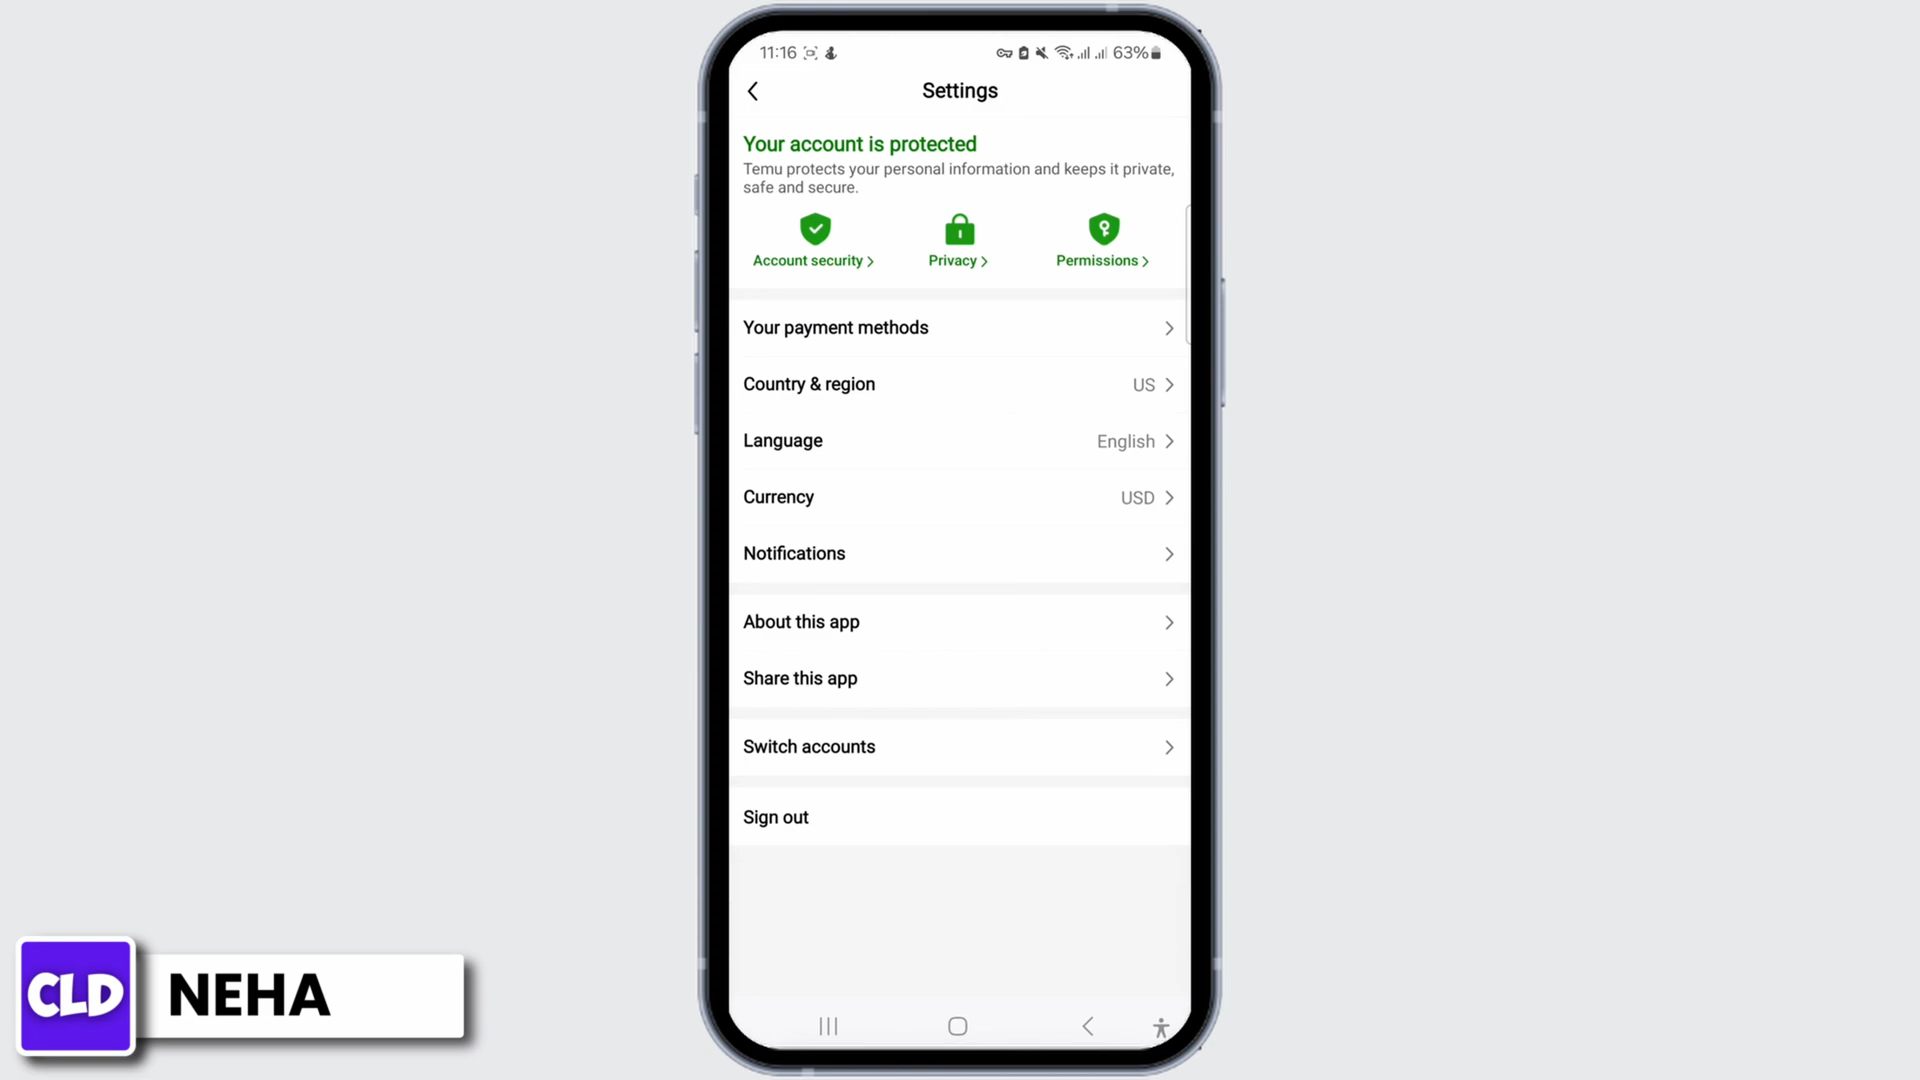 11:16
63%
Settings
Your account is protected
Temu protects your personal information and keeps it private,
safe and secure.
Account security
Privacy
Permissions
Your payment methods
Country & region
US
Language
English
Currency
USD
Notifications
About this app
Share this app
Switch accounts
Sign out
CLD
NEHA